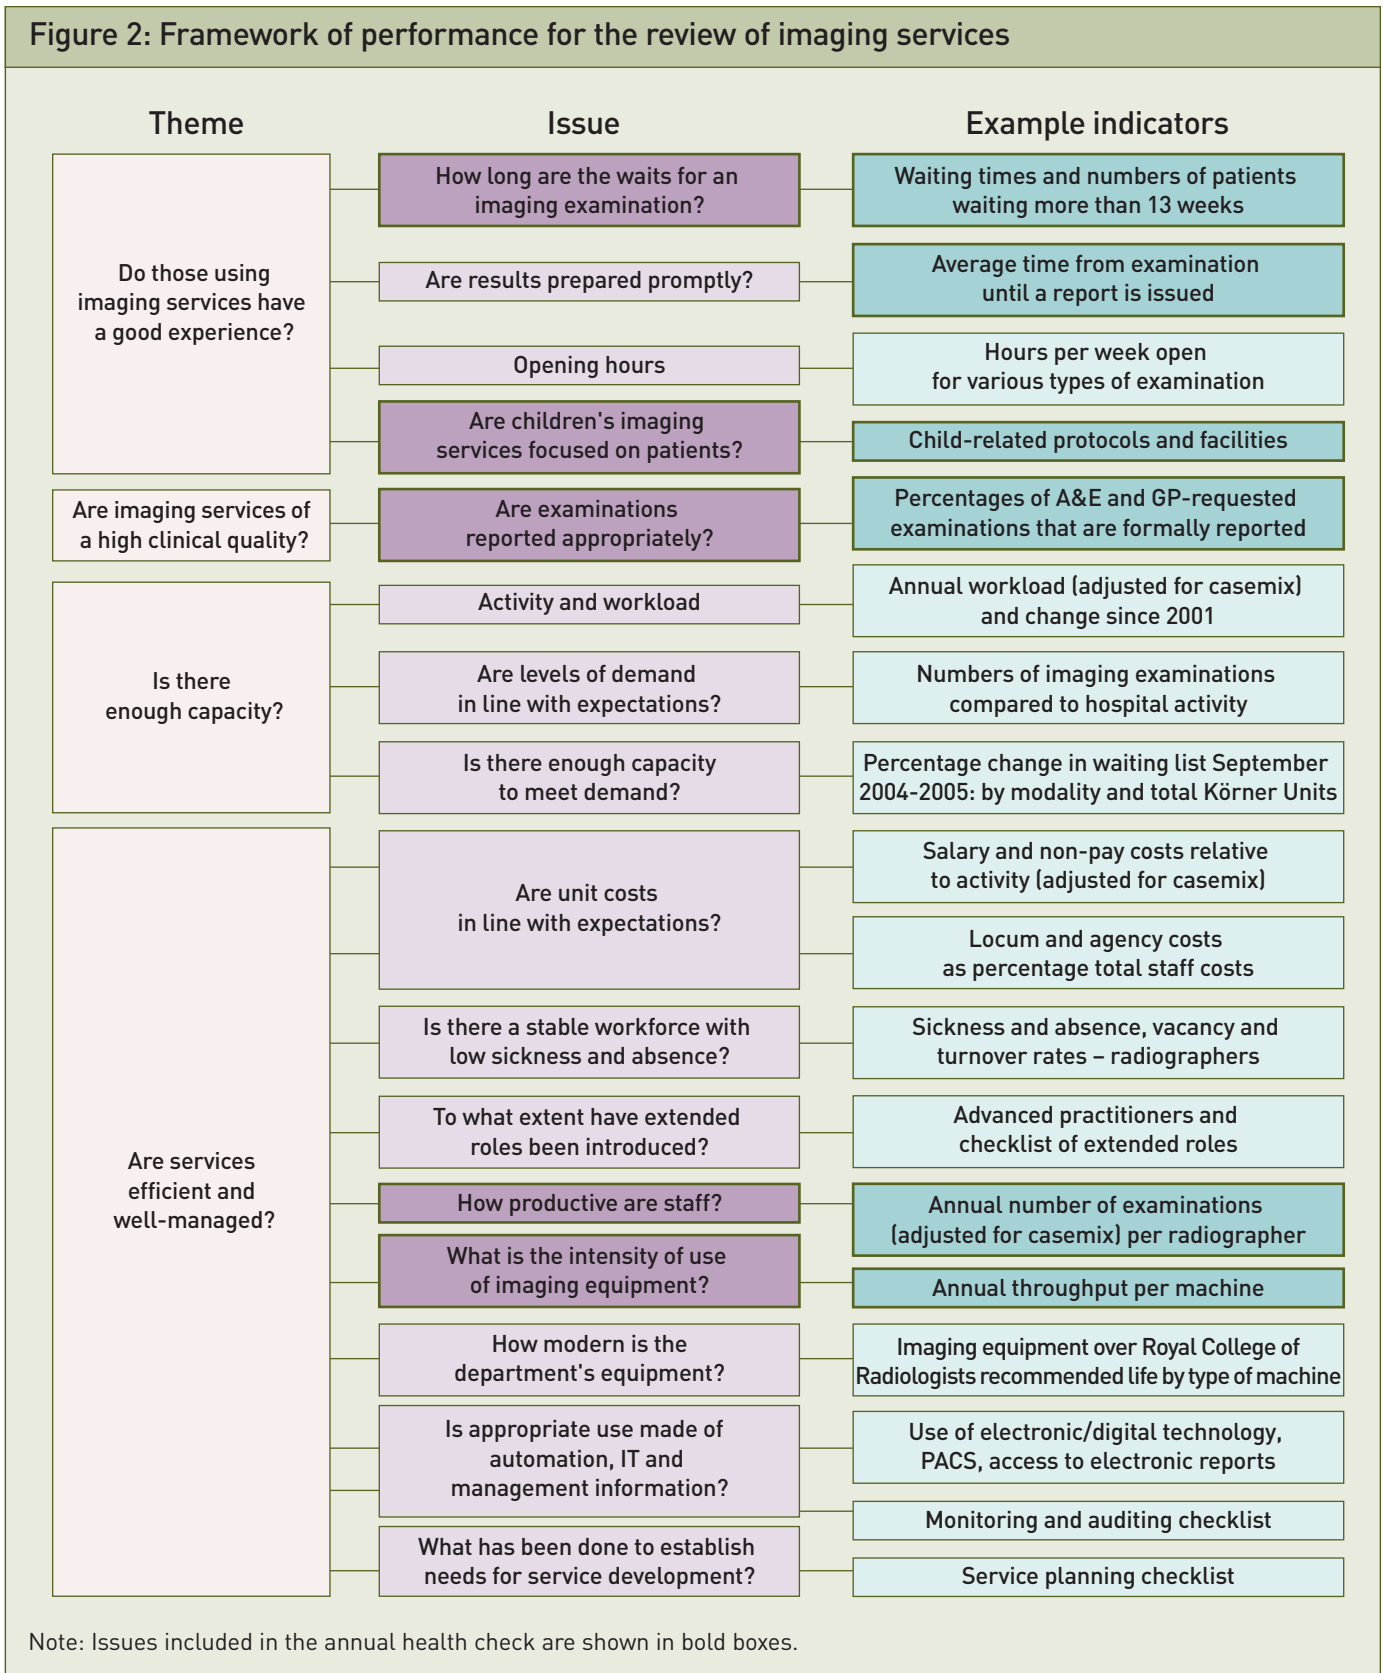 Figure 2: Framework of performance for the review of imaging services
Theme
Issue
Example indicators
Do those using
imaging services have
a good experience?
How long are the waits for an
imaging examination?
Waiting times and numbers of patients
waiting more than 13 weeks
Are results prepared promptly?
Average time from examination
until a report is issued
Opening hours
Hours per week open
for various types of examination
Are children's imaging
services focused on patients?
Child-related protocols and facilities
Are imaging services of
a high clinical quality?
Are examinations
reported appropriately?
Percentages of A&E and GP-requested
examinations that are formally reported
Is there
enough capacity?
Activity and workload
Annual workload (adjusted for casemix)
and change since 2001
Are levels of demand
in line with expectations?
Numbers of imaging examinations
compared to hospital activity
Is there enough capacity
to meet demand?
Percentage change in waiting list September
2004-2005: by modality and total Körner Units
Are services
efficient and
well-managed?
Are unit costs
in line with expectations?
Salary and non-pay costs relative
to activity (adjusted for casemix)
Locum and agency costs
as percentage total staff costs
Is there a stable workforce with
low sickness and absence?
Sickness and absence, vacancy and
turnover rates – radiographers
To what extent have extended
roles been introduced?
Advanced practitioners and
checklist of extended roles
How productive are staff?
Annual number of examinations
(adjusted for casemix) per radiographer
What is the intensity of use
of imaging equipment?
Annual throughput per machine
How modern is the
department's equipment?
Imaging equipment over Royal College of
Radiologists recommended life by type of machine
Is appropriate use made of
automation, IT and
management information?
Use of electronic/digital technology,
PACS, access to electronic reports
Monitoring and auditing checklist
What has been done to establish
needs for service development?
Service planning checklist
Note: Issues included in the annual health check are shown in bold boxes.